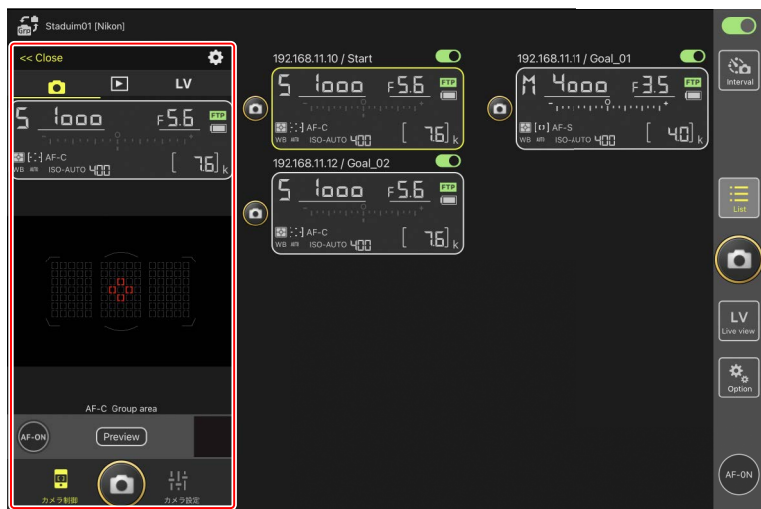 Grp Staduim01 [Nikon]
<< Close
LV
S 1000 F5.6 FTP
- +
[ ] AF-C
WB ISO-AUTO 400 [ 7.6] k
AF-C Group area
AF-ON Preview
カメラ制御 カメラ設定
192.168.11.10 / Start
S 1000 F5.6 FTP
- +
[ ] AF-C
WB ISO-AUTO 400 [ 7.6] k
192.168.11.11 / Goal_01
M 4000 F3.5 FTP
- +
[ ] AF-S
WB ISO-AUTO 400 [ 4.0] k
192.168.11.12 / Goal_02
S 1000 F5.6 FTP
- +
[ ] AF-C
WB ISO-AUTO 400 [ 7.6] k
Interval
List
LV
Live view
Option
AF-ON